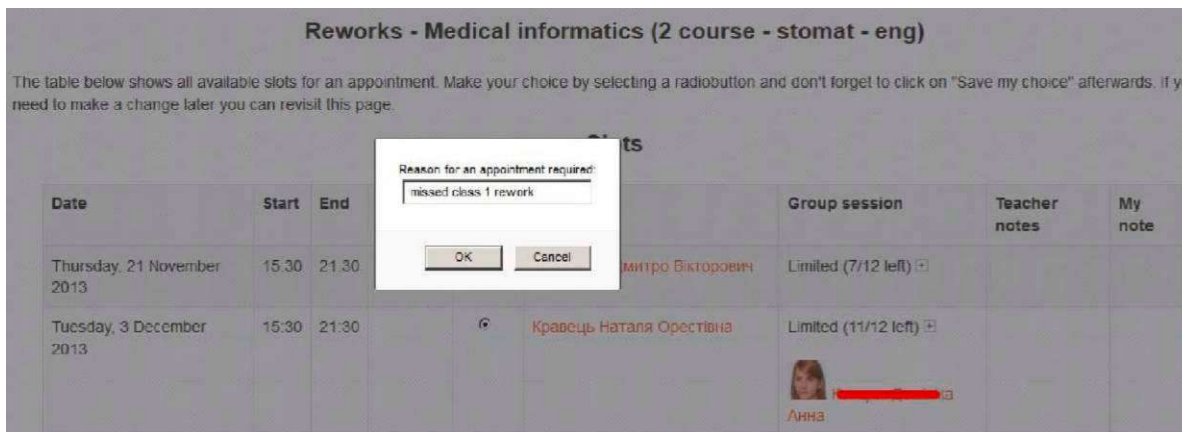 Reworks - Medical informatics (2 course - stomat - eng)
The table below shows all available slots for an appointment. Make your choice by selecting a radiobutton and don't forget to click on "Save my choice" afterwards. If y
need to make a change later you can revisit this page.
ts
Reason for an appointment required:
missed class 1 rework
OK Cancel
Date Start End Group session Teacher
notes My
note
Thursday, 21 November
2013 15:30 21:30 митро Вікторович Limited (7/12 left)
Tuesday, 3 December
2013 15:30 21:30 Кравець Наталя Орестівна Limited (11/12 left)
Анна